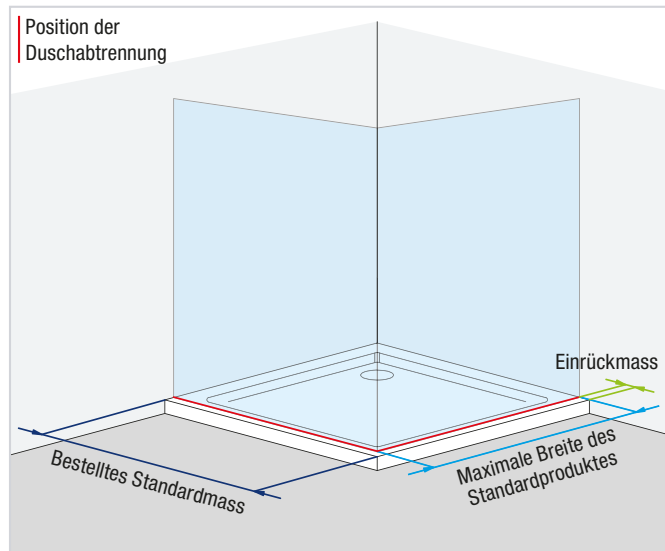 Position der
Duschabtrennung
Einrückmass
Bestelltes Standardmass
Maximale Breite des
Standardproduktes